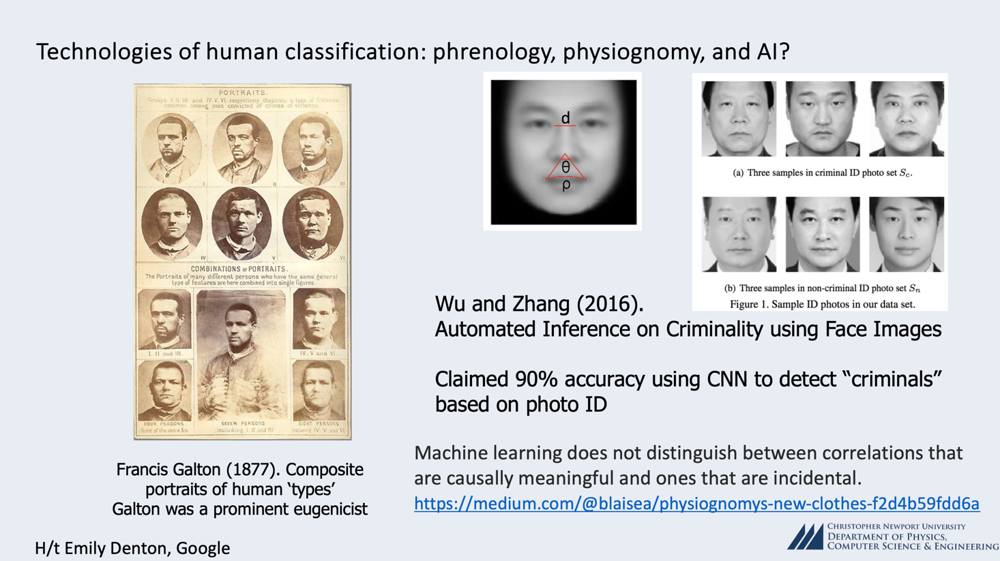 Technologies of human classification: phrenology, physiognomy, and AI?
PORTRAITS.
Groups I, II, III and IV, V, VI, respectively illustrate a type of features
common among men convicted of crimes of violence.
I
II
III
IV
V
VI
COMBINATIONS OF PORTRAITS.
The Portraits of many different persons who have the same general
type of features are here combined into single figures.
I. II and III.
IV. V and VI.
FOUR PERSONS
None of the above Six.
SEVEN PERSONS
Including I II and III
EIGHT PERSONS
Including IV V and VI
Francis Galton (1877). Composite
portraits of human ‘types’
Galton was a prominent eugenicist
H/t Emily Denton, Google
d
θ
ρ
(a) Three samples in criminal ID photo set Sc.
(b) Three samples in non-criminal ID photo set Sn
Figure 1. Sample ID photos in our data set.
Wu and Zhang (2016).
Automated Inference on Criminality using Face Images
Claimed 90% accuracy using CNN to detect “criminals”
based on photo ID
Machine learning does not distinguish between correlations that
are causally meaningful and ones that are incidental.
https://medium.com/@blaisea/physiognomys-new-clothes-f2d4b59fdd6a
CHRISTOPHER NEWPORT UNIVERSITY
DEPARTMENT OF PHYSICS,
COMPUTER SCIENCE & ENGINEERING